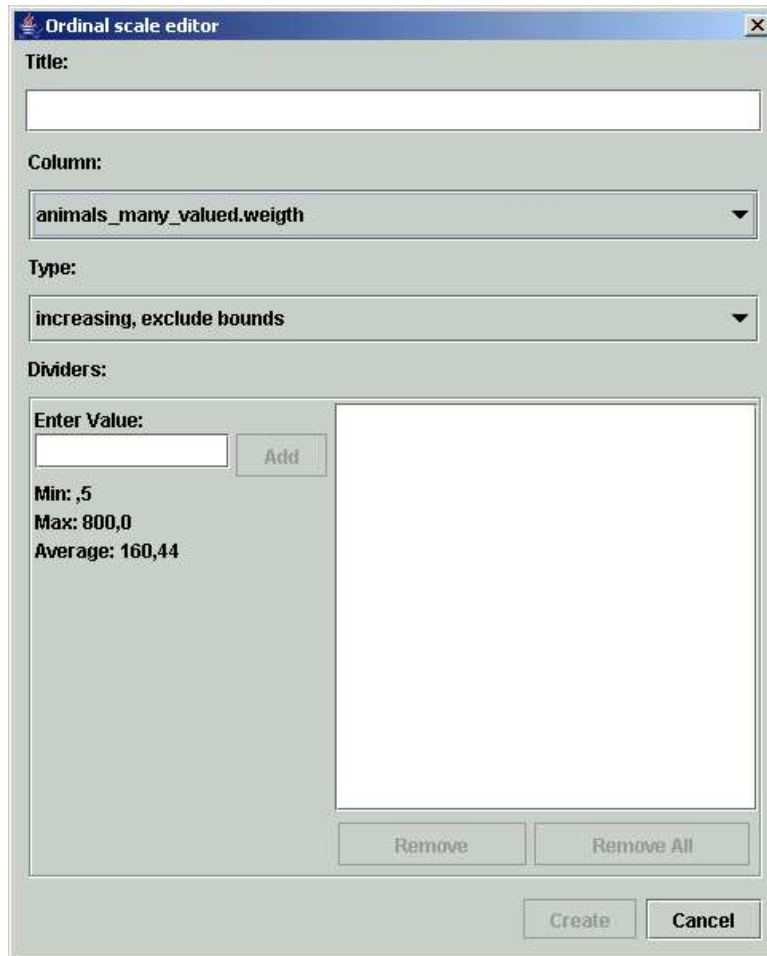 Ordinal scale editor
Title:
Column:
animals_many_valued.weigth
Type:
increasing, exclude bounds
Dividers:
Enter Value:
Add
Min: ,5
Max: 800,0
Average: 160,44
Remove Remove All
Create Cancel